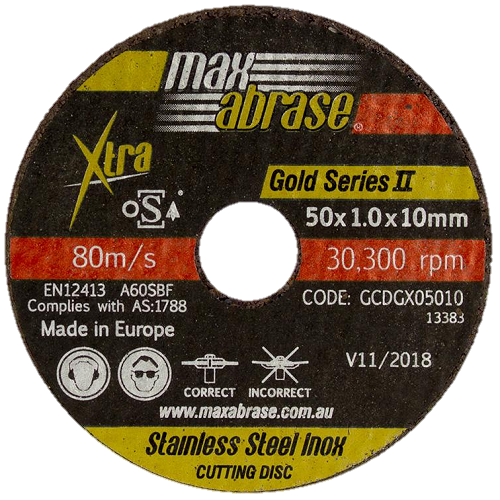 max
abrase®
Xtra
Gold Series II
oSA
50x1.0x10mm
80m/s
30,300 rpm
EN12413 A60SBF
CODE: GCDGX05010
Complies with AS:1788
13383
Made in Europe
V11/2018
CORRECT INCORRECT
www.maxabrase.com.au
Stainless Steel Inox
CUTTING DISC